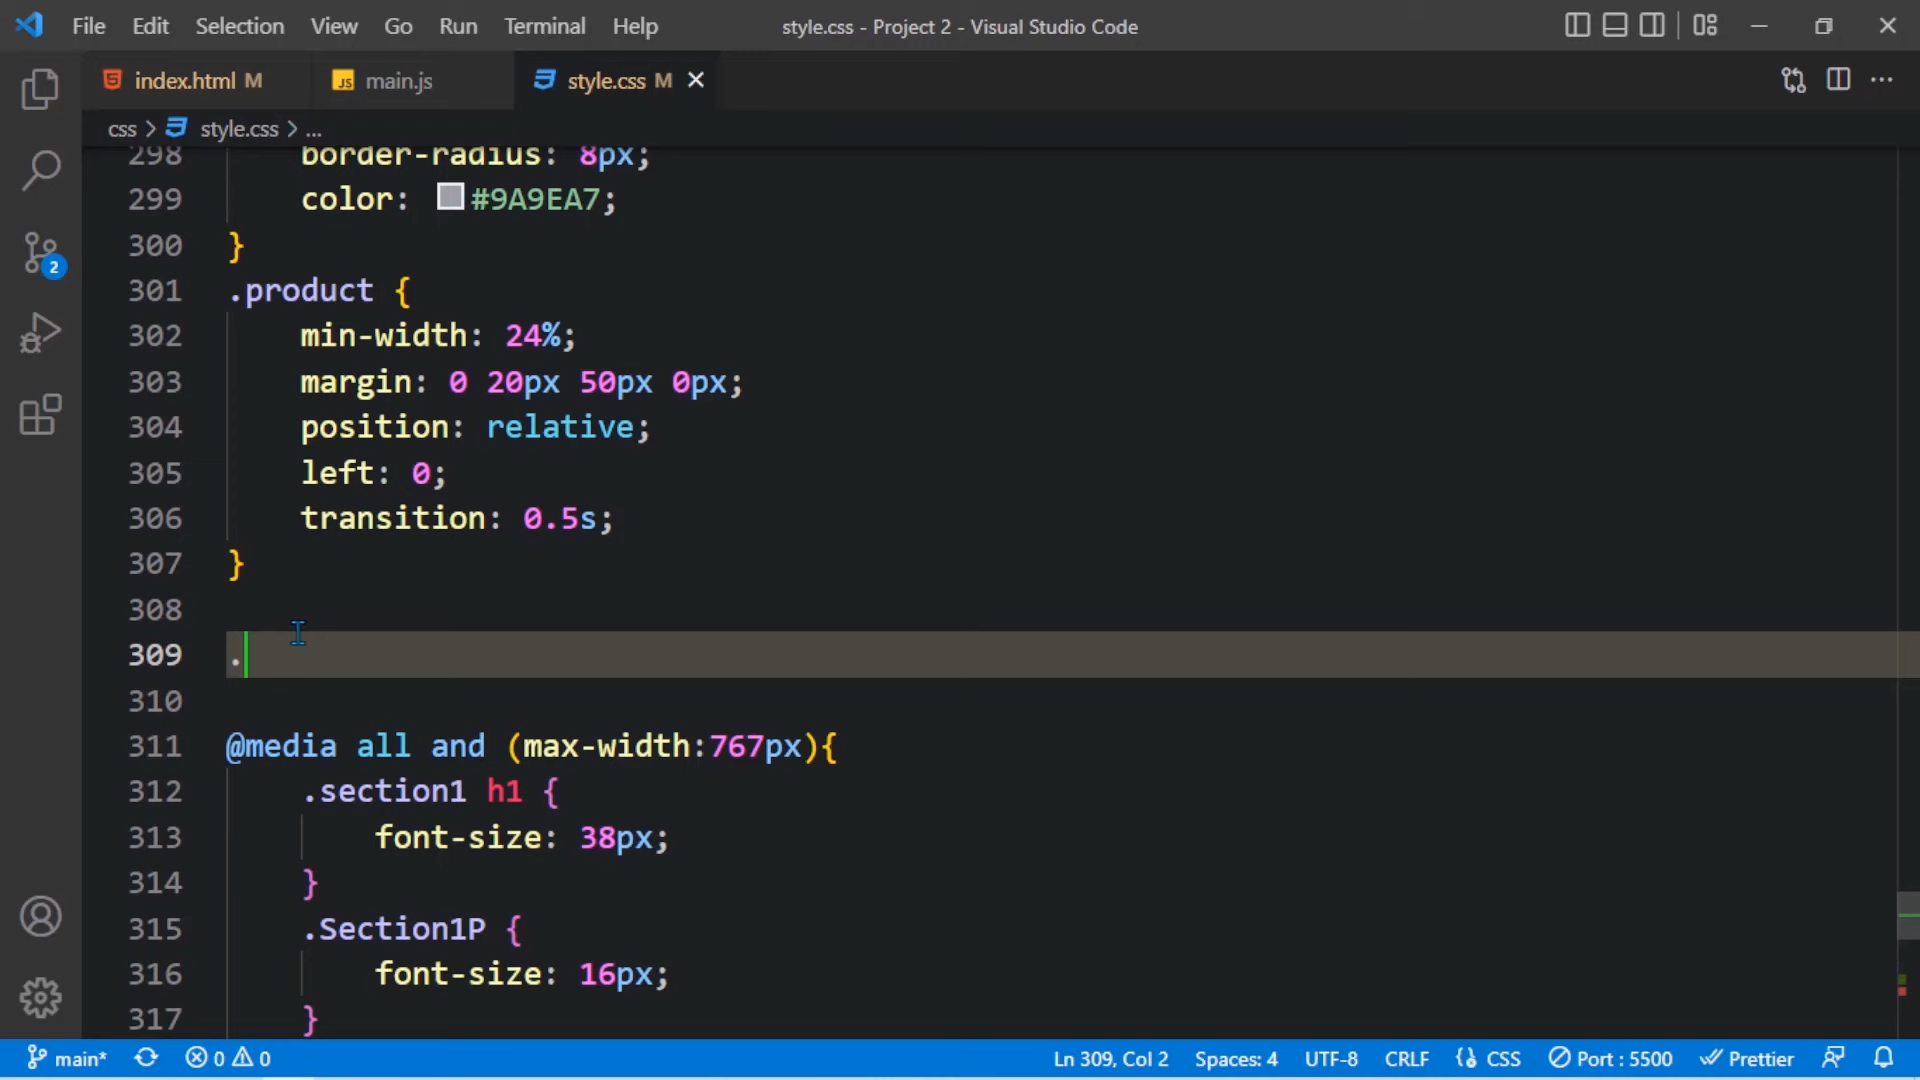 File Edit Selection View Go Run Terminal Help style.css - Project 2 - Visual Studio Code
index.html M JS main.js style.css M
css > style.css > ...
298 border-radius: 8px;
299 color: #9A9EA7;
300 }
301 .product {
302 min-width: 24%;
303 margin: 0 20px 50px 0px;
304 position: relative;
305 left: 0;
306 transition: 0.5s;
307 }
308
309 .
310
311 @media all and (max-width:767px){
312 .section1 h1 {
313 font-size: 38px;
314 }
315 .Section1P {
316 font-size: 16px;
317 }
2
main* 0 0 Ln 309, Col 2 Spaces: 4 UTF-8 CRLF CSS Port : 5500 Prettier